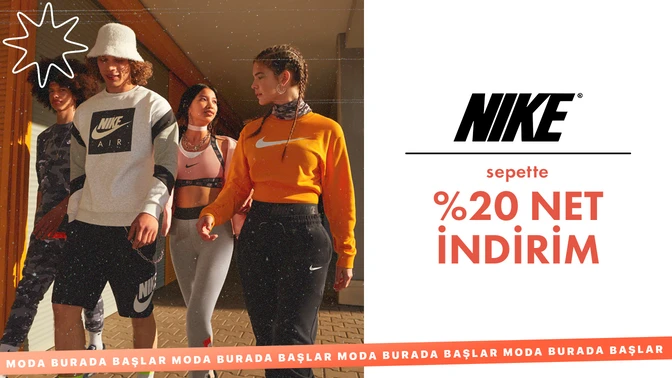 NIKE
AIR
NIKE®
sepette
%20 NET
İNDİRİM
MODA BURADA BAŞLAR MODA BURADA BAŞLAR MODA BURADA BAŞLAR MODA BURADA BAŞLAR